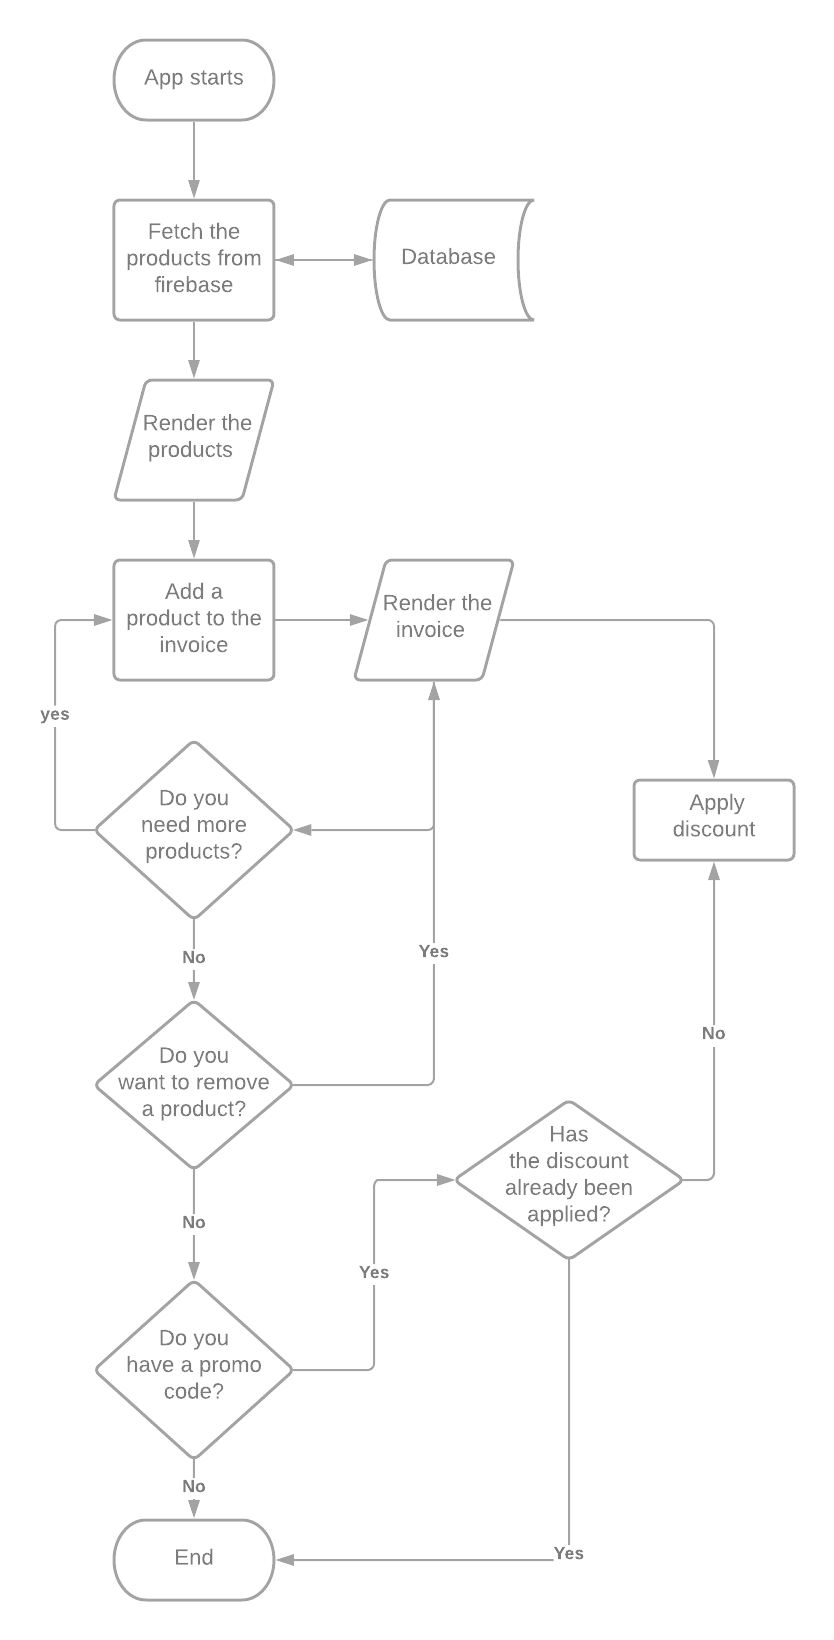 App starts
Fetch the
products from
firebase
Database
Render the
products
Add a
product to the
invoice
Render the
invoice
yes
Do you
need more
products?
Apply
discount
No
Yes
Do you
want to remove
a product?
No
Has
the discount
already been
applied?
No
Yes
Do you
have a promo
code?
No
Yes
End